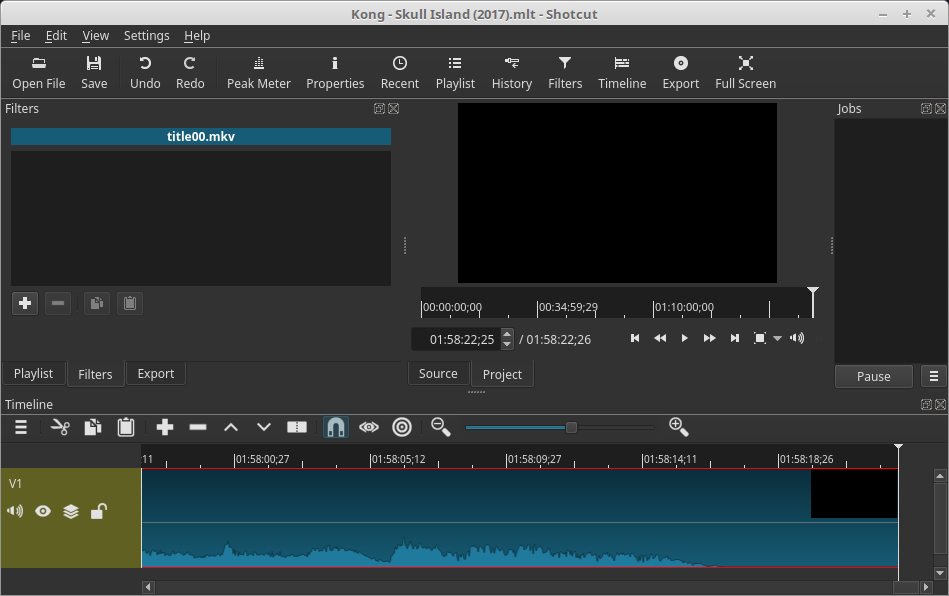 Kong - Skull Island (2017).mlt - Shotcut
File Edit View Settings Help
Open File Save Undo Redo Peak Meter Properties Recent Playlist History Filters Timeline Export Full Screen
Filters
Jobs
title00.mkv
00:00:00;00 00:34:59;29 01:10:00;00
01:58:22;25 / 01:58:22;26
Playlist Filters Export
Source Project
Pause
Timeline
11 01:58:00;27 01:58:05;12 01:58:09;27 01:58:14;11 01:58:18;26
V1